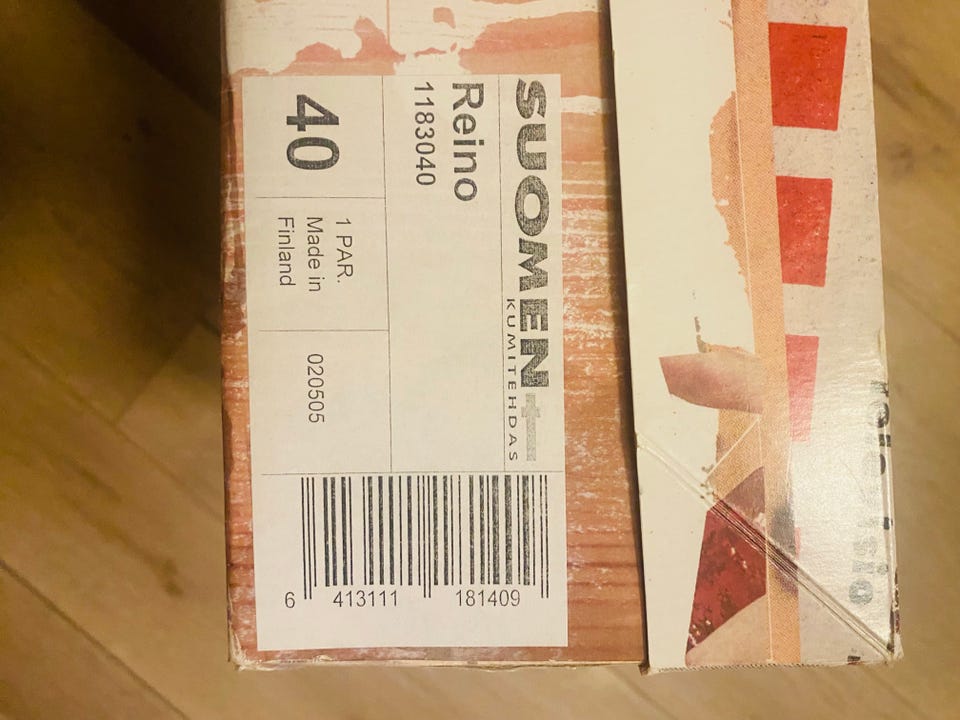 SUOMEN
KUMITEHDAS
Reino
1183040
40
1 PAR.
Made in
Finland
020505
6 413111 181409